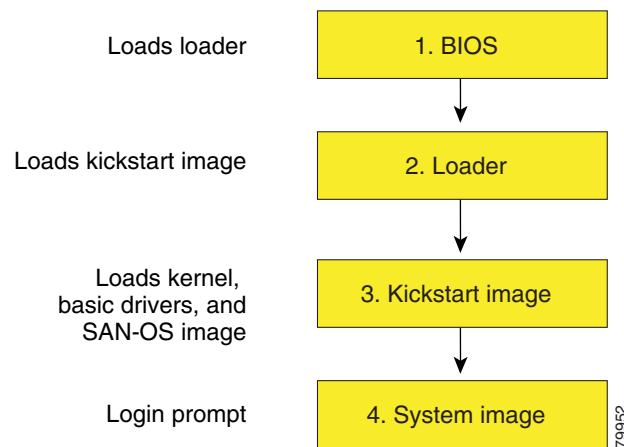 Loads loader
1. BIOS
Loads kickstart image
2. Loader
Loads kernel,
basic drivers, and
SAN-OS image
3. Kickstart image
Login prompt
4. System image
79952